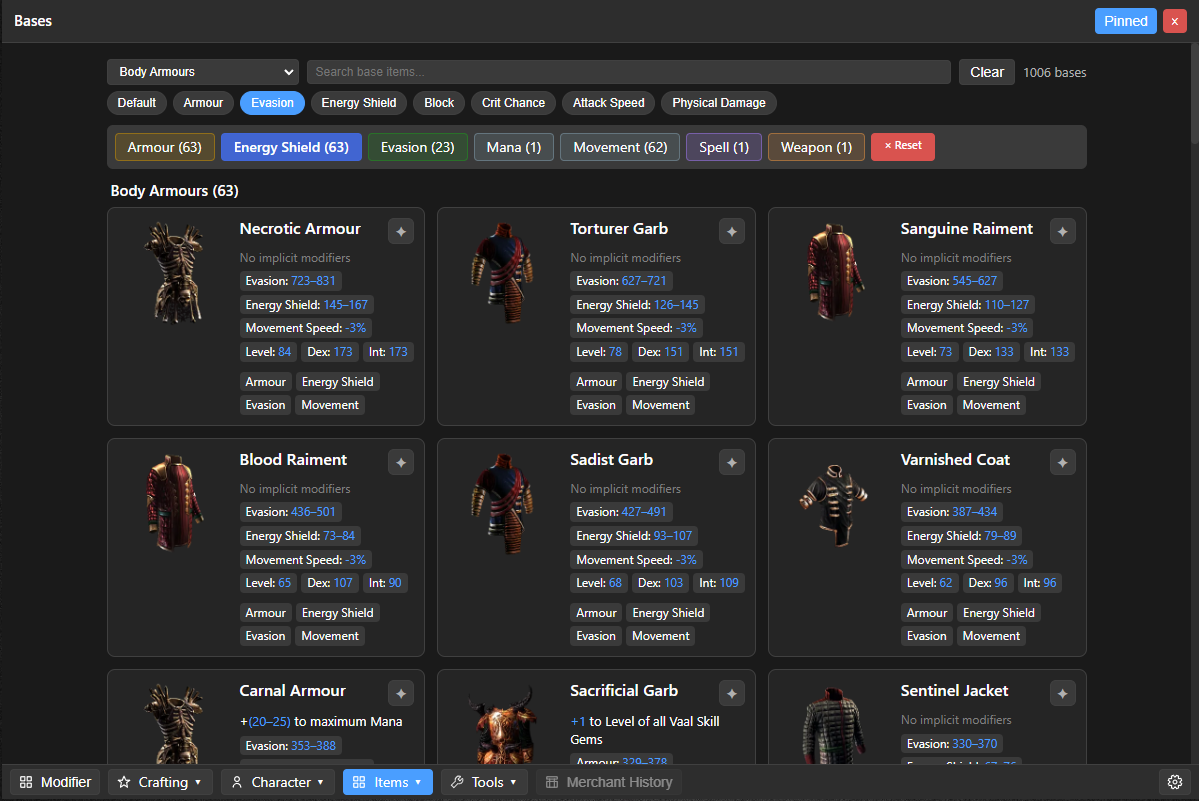 Bases
Pinned
×
Body Armours
Search base items...
Clear
1006 bases
Default
Armour
Evasion
Energy Shield
Block
Crit Chance
Attack Speed
Physical Damage
Armour (63)
Energy Shield (63)
Evasion (23)
Mana (1)
Movement (62)
Spell (1)
Weapon (1)
× Reset
Body Armours (63)
Necrotic Armour
No implicit modifiers
Evasion: 723–831
Energy Shield: 145–167
Movement Speed: -3%
Level: 84 Dex: 173 Int: 173
Armour Energy Shield
Evasion Movement
Torturer Garb
No implicit modifiers
Evasion: 627–721
Energy Shield: 126–145
Movement Speed: -3%
Level: 78 Dex: 151 Int: 151
Armour Energy Shield
Evasion Movement
Sanguine Raiment
No implicit modifiers
Evasion: 545–627
Energy Shield: 110–127
Movement Speed: -3%
Level: 73 Dex: 133 Int: 133
Armour Energy Shield
Evasion Movement
Blood Raiment
No implicit modifiers
Evasion: 436–501
Energy Shield: 73–84
Movement Speed: -3%
Level: 65 Dex: 107 Int: 90
Armour Energy Shield
Evasion Movement
Sadist Garb
No implicit modifiers
Evasion: 427–491
Energy Shield: 93–107
Movement Speed: -3%
Level: 68 Dex: 103 Int: 109
Armour Energy Shield
Evasion Movement
Varnished Coat
No implicit modifiers
Evasion: 387–434
Energy Shield: 79–89
Movement Speed: -3%
Level: 62 Dex: 96 Int: 96
Armour Energy Shield
Evasion Movement
Carnal Armour
+(20–25) to maximum Mana
Evasion: 353–388
Sacrificial Garb
+1 to Level of all Vaal Skill
Gems
Armour: 329–378
Sentinel Jacket
No implicit modifiers
Evasion: 330–370
Modifier
Crafting
Character
Items
Tools
Merchant History